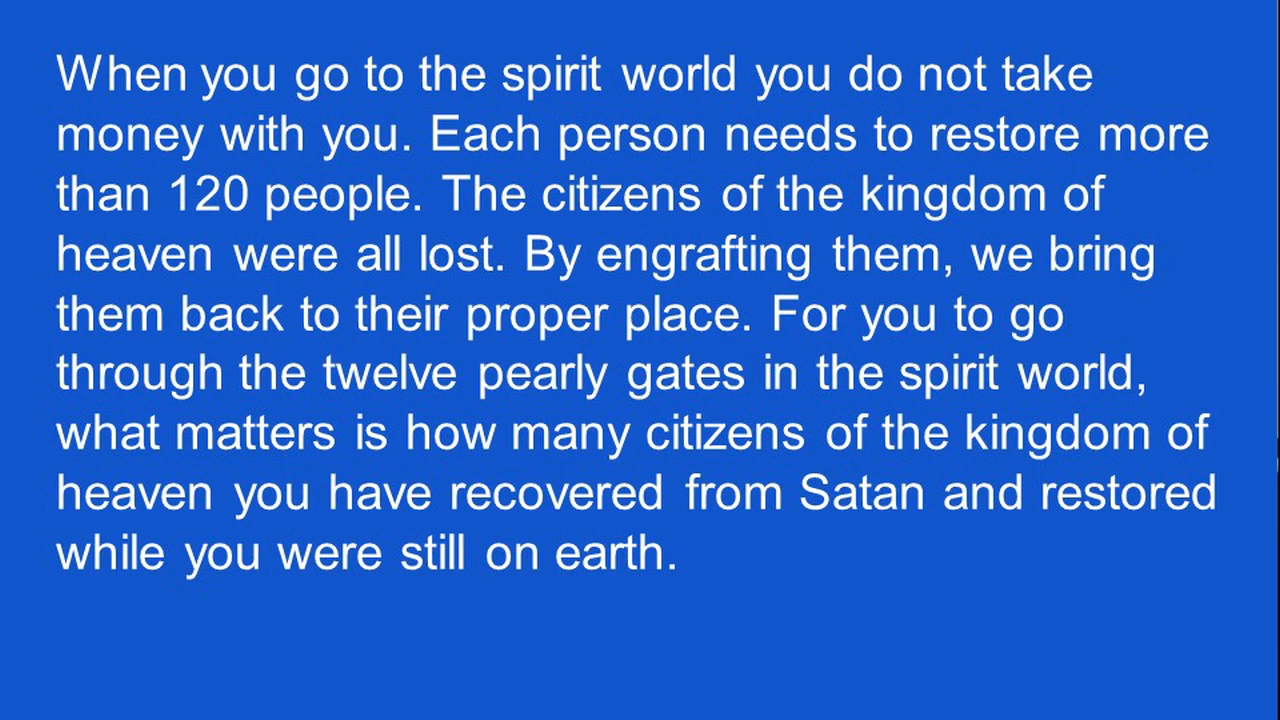 When you go to the spirit world you do not take
money with you. Each person needs to restore more
than 120 people. The citizens of the kingdom of
heaven were all lost. By engrafting them, we bring
them back to their proper place. For you to go
through the twelve pearly gates in the spirit world,
what matters is how many citizens of the kingdom of
heaven you have recovered from Satan and restored
while you were still on earth.